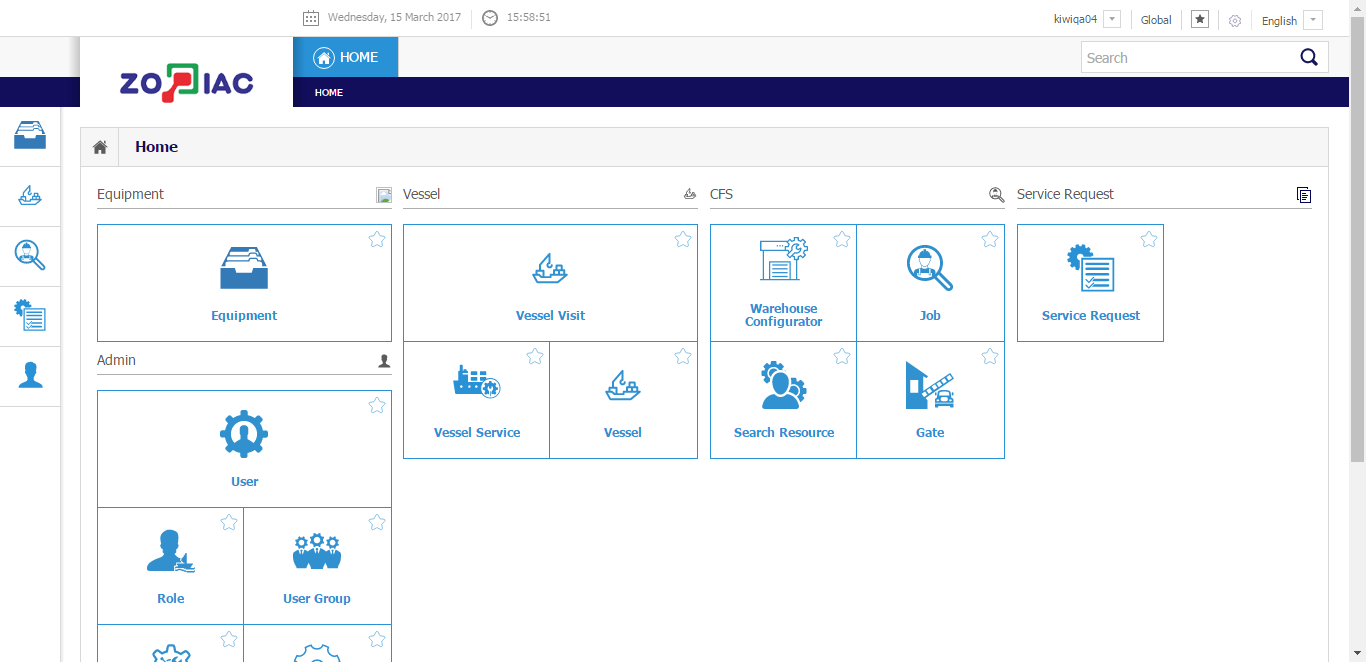 Wednesday, 15 March 2017 15:58:51 kiwiqa04 Global English
HOME Search
ZODIAC
HOME
Home
Equipment Vessel CFS Service Request
Equipment Vessel Visit Warehouse Configurator Job Service Request
Admin
Vessel Service Vessel Search Resource Gate
User
Role User Group